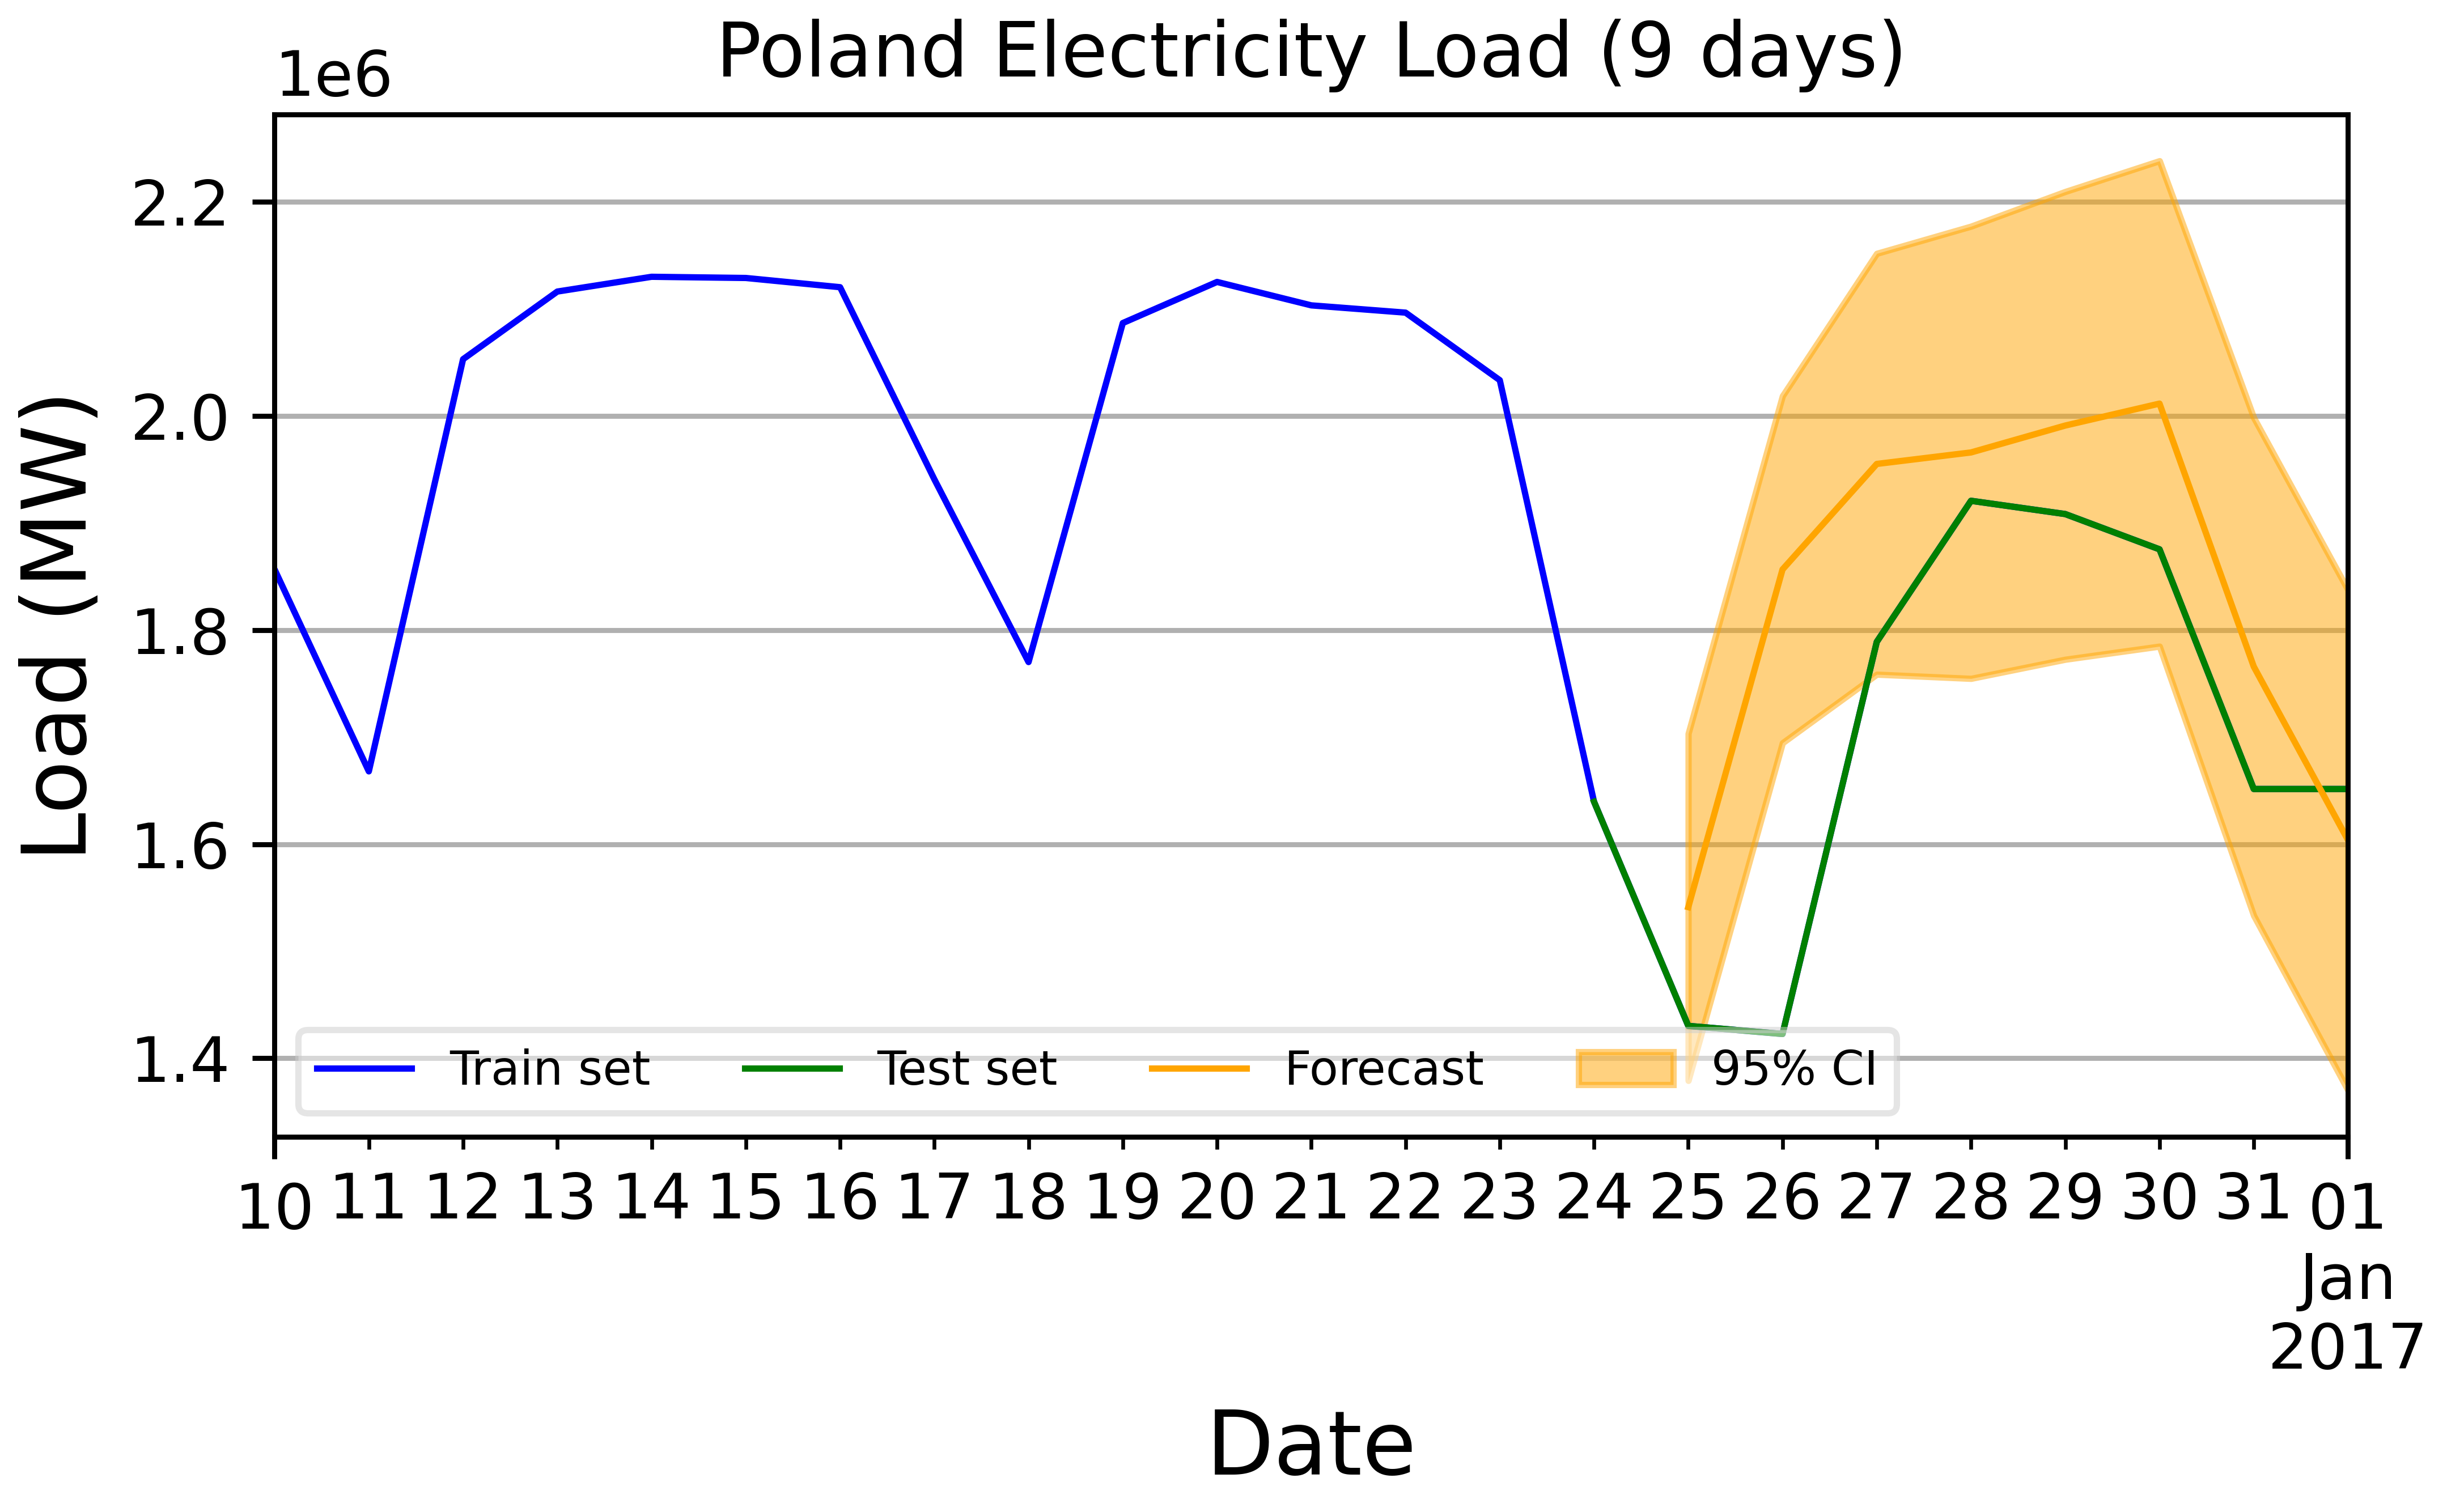 Poland Electricity Load (9 days)
1e6
2.2
2.0
1.8
1.6
1.4
Load (MW)
Train set Test set Forecast 95% CI
10 11 12 13 14 15 16 17 18 19 20 21 22 23 24 25 26 27 28 29 30 31 01
Jan
2017
Date